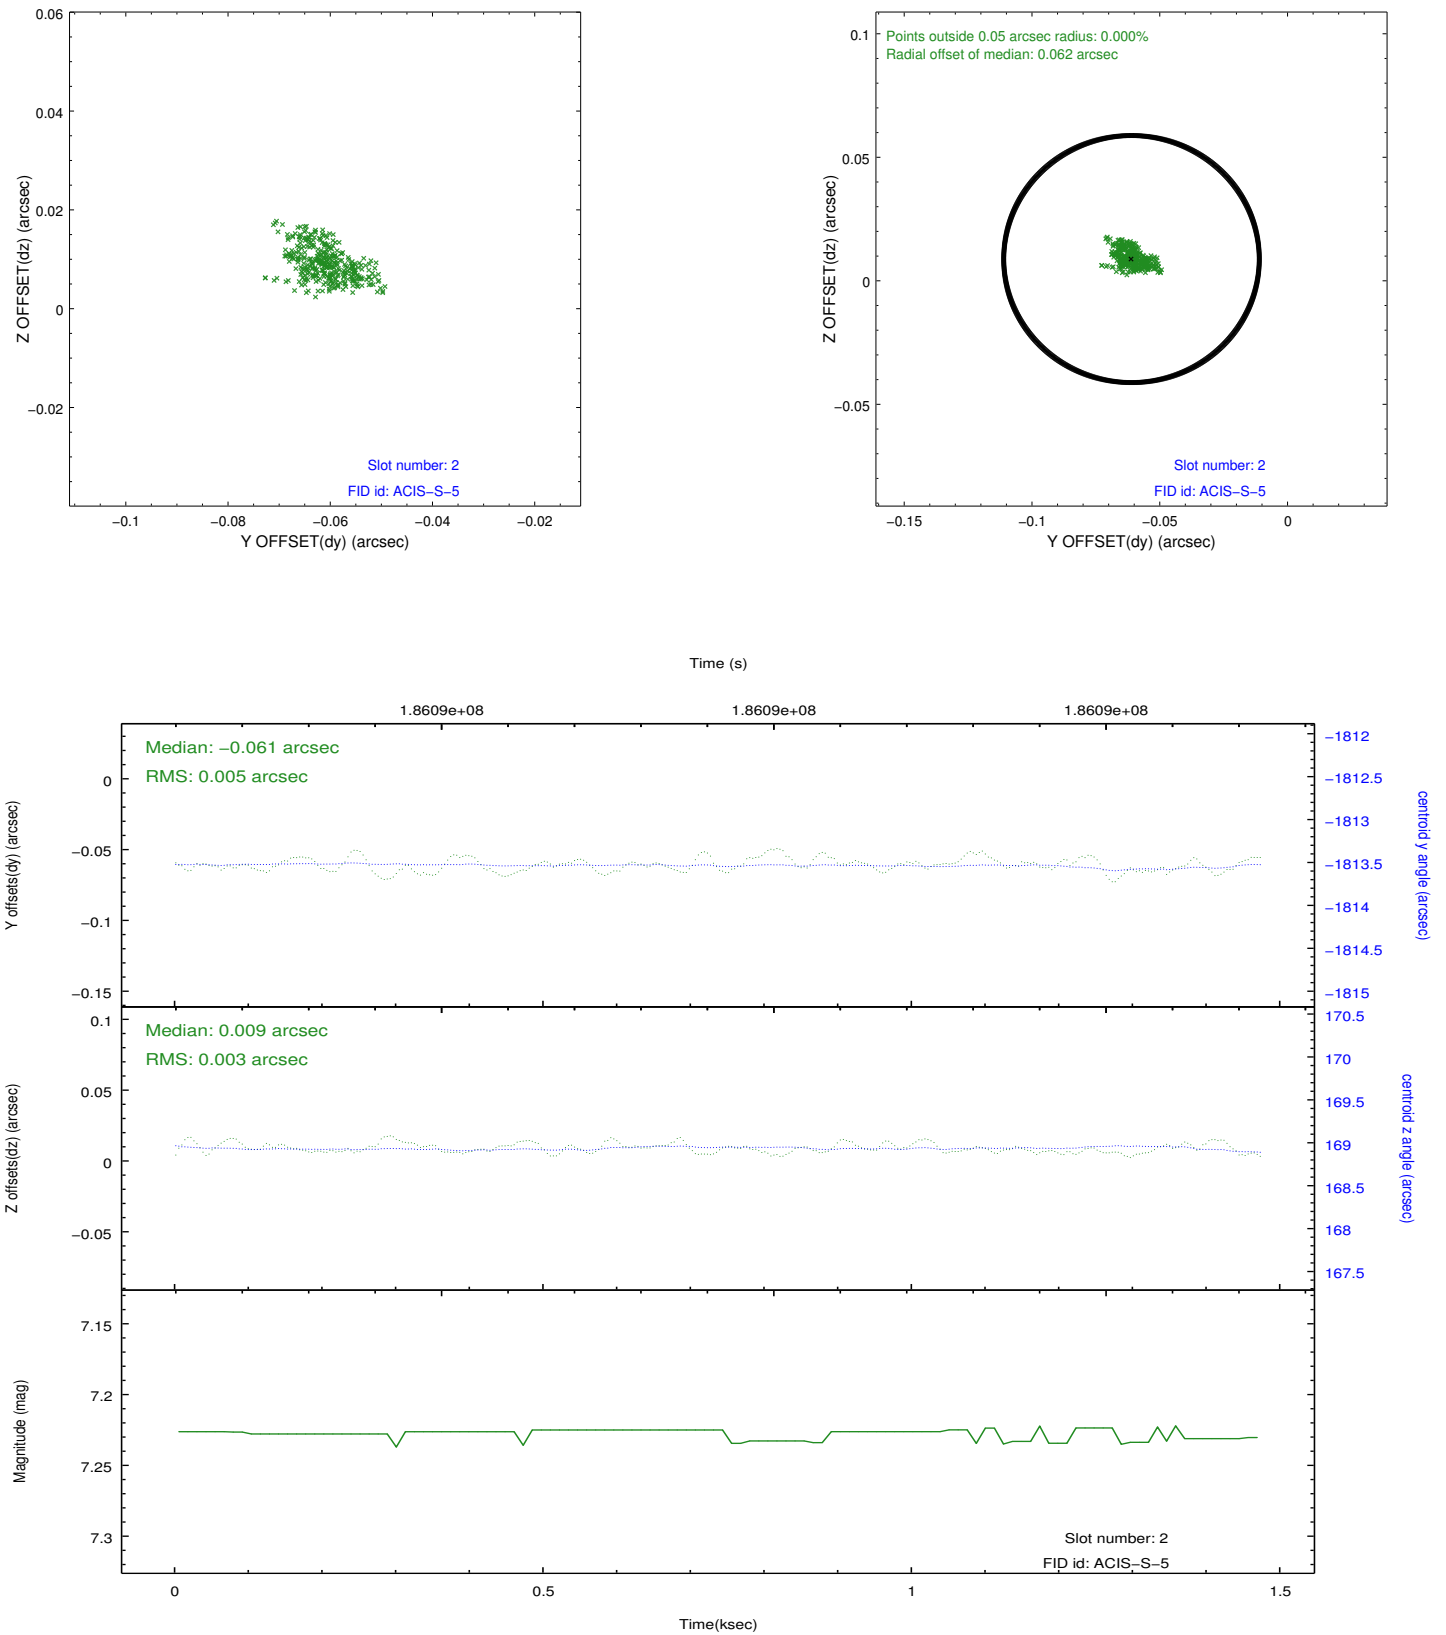 0.06
0.04
0.02
0
−0.02
Z OFFSET(dz) (arcsec)
Slot number: 2
FID id: ACIS−S−5
−0.1
−0.08
−0.06
−0.04
−0.02
Y OFFSET(dy) (arcsec)
Points outside 0.05 arcsec radius: 0.000%
Radial offset of median: 0.062 arcsec
0.1
0.05
0
−0.05
Z OFFSET(dz) (arcsec)
Slot number: 2
FID id: ACIS−S−5
−0.15
−0.1
−0.05
0
Y OFFSET(dy) (arcsec)
Time (s)
1.8609e+08
1.8609e+08
1.8609e+08
Median: −0.061 arcsec
RMS: 0.005 arcsec
0
−0.05
−0.1
−0.15
Y offsets(dy) (arcsec)
−1812
−1812.5
−1813
−1813.5
−1814
−1814.5
−1815
centroid y angle (arcsec)
Median: 0.009 arcsec
RMS: 0.003 arcsec
0.1
0.05
0
−0.05
Z offsets(dz) (arcsec)
170.5
170
169.5
169
168.5
168
167.5
centroid z angle (arcsec)
7.15
7.2
7.25
7.3
Magnitude (mag)
Slot number: 2
FID id: ACIS−S−5
0
0.5
1
1.5
Time(ksec)